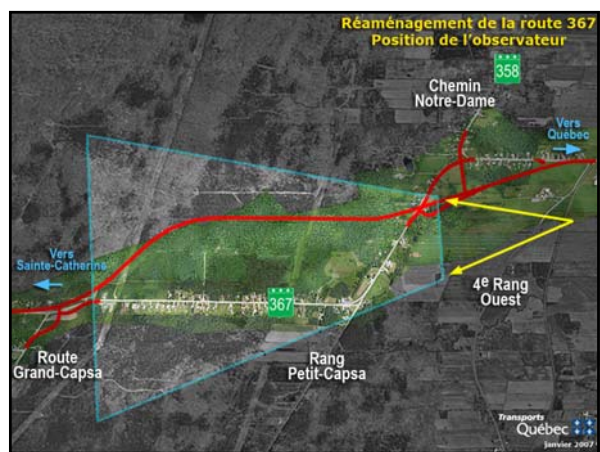 Réaménagement de la route 367
Position de l'observateur
358
Chemin
Notre-Dame
Vers
Québec
Vers
Sainte-Catherine
367
4e Rang
Ouest
Route
Grand-Capsa
Rang
Petit-Capsa
Transports
Québec
Janvier 2007